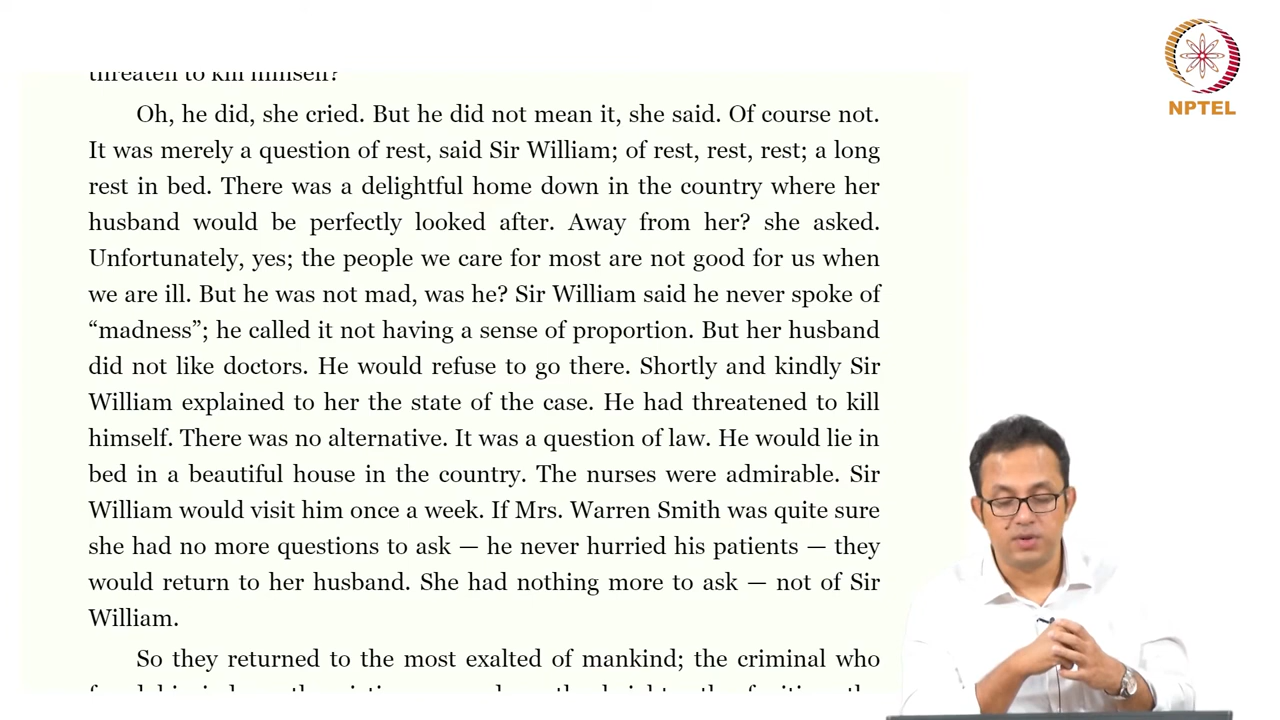 threaten to kill himself?
Oh, he did, she cried. But he did not mean it, she said. Of course not.
It was merely a question of rest, said Sir William; of rest, rest, rest; a long
rest in bed. There was a delightful home down in the country where her
husband would be perfectly looked after. Away from her? she asked.
Unfortunately, yes; the people we care for most are not good for us when
we are ill. But he was not mad, was he? Sir William said he never spoke of
“madness”; he called it not having a sense of proportion. But her husband
did not like doctors. He would refuse to go there. Shortly and kindly Sir
William explained to her the state of the case. He had threatened to kill
himself. There was no alternative. It was a question of law. He would lie in
bed in a beautiful house in the country. The nurses were admirable. Sir
William would visit him once a week. If Mrs. Warren Smith was quite sure
she had no more questions to ask — he never hurried his patients — they
would return to her husband. She had nothing more to ask — not of Sir
William.
So they returned to the most exalted of mankind; the criminal who
NPTEL